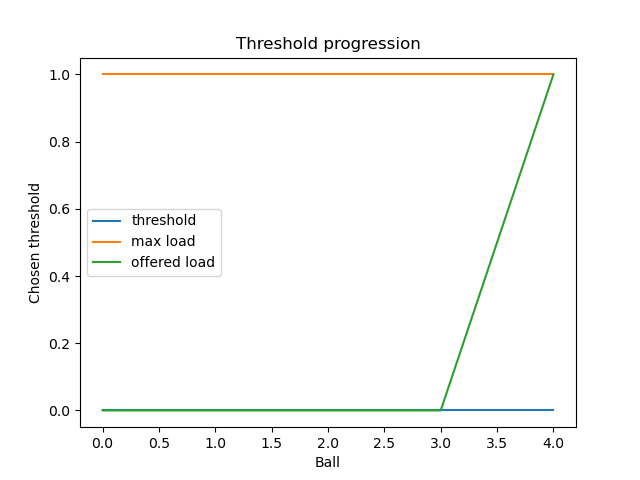 Threshold progression
1.0
0.8
0.6
0.4
0.2
0.0
Chosen threshold
threshold
max load
offered load
0.0 0.5 1.0 1.5 2.0 2.5 3.0 3.5 4.0
Ball